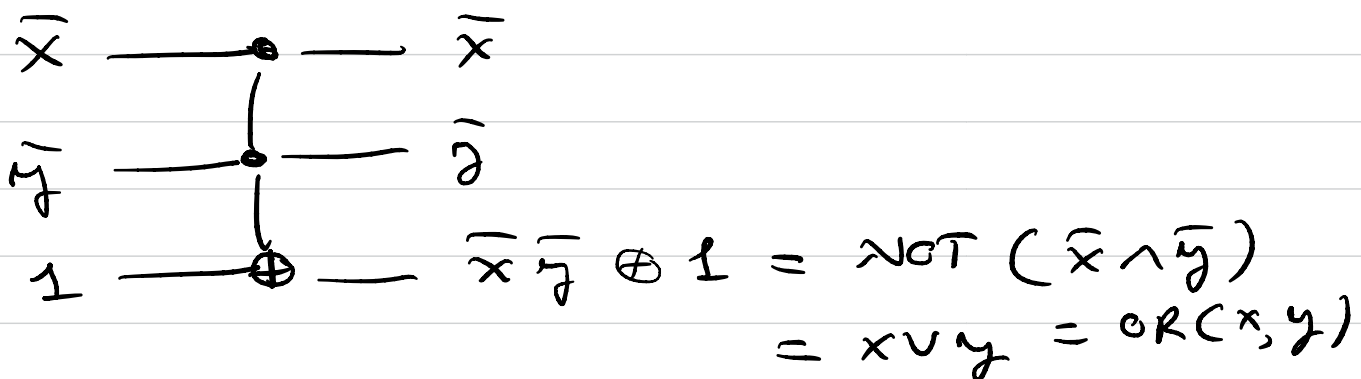 x̄ x̄
ȳ ȳ
1 x̄ ȳ ⊕ 1 = NOT (x̄ ∧ ȳ)
= x ∨ y = OR(x, y)